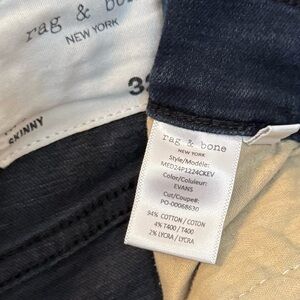 rag & bone
NEW YORK
SKINNY
rag & bone
NEW YORK
Style/Modèle:
MED24P1224CKEV
Color/Couleur:
EVANS
Cut/Coupe#:
PO-00068630
94% COTTON / COTON
4% T400 / T400
2% LYCRA / LYCRA